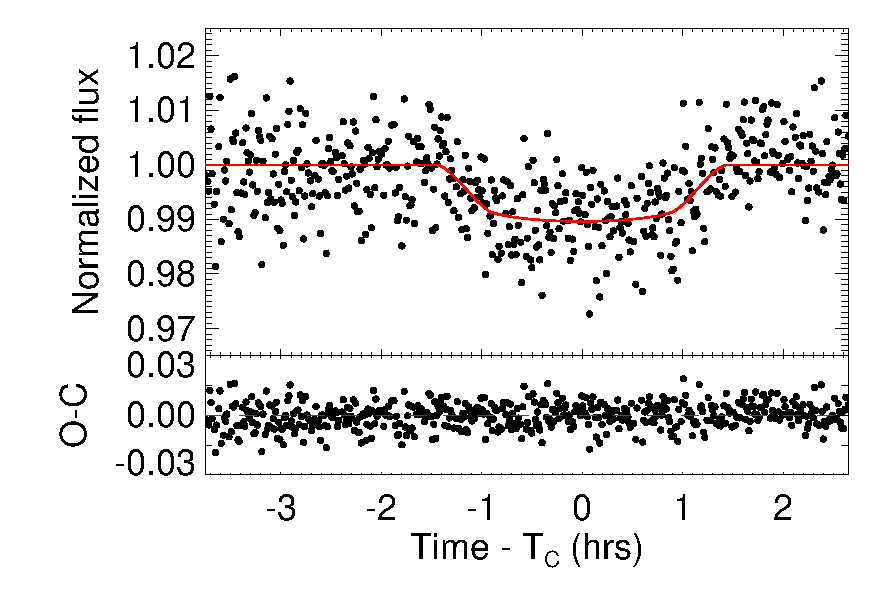 Normalized flux
1.02
1.01
1.00
0.99
0.98
0.97
O-C
0.03
0.00
-0.03
-3 -2 -1 0 1 2
Time - T_C (hrs)